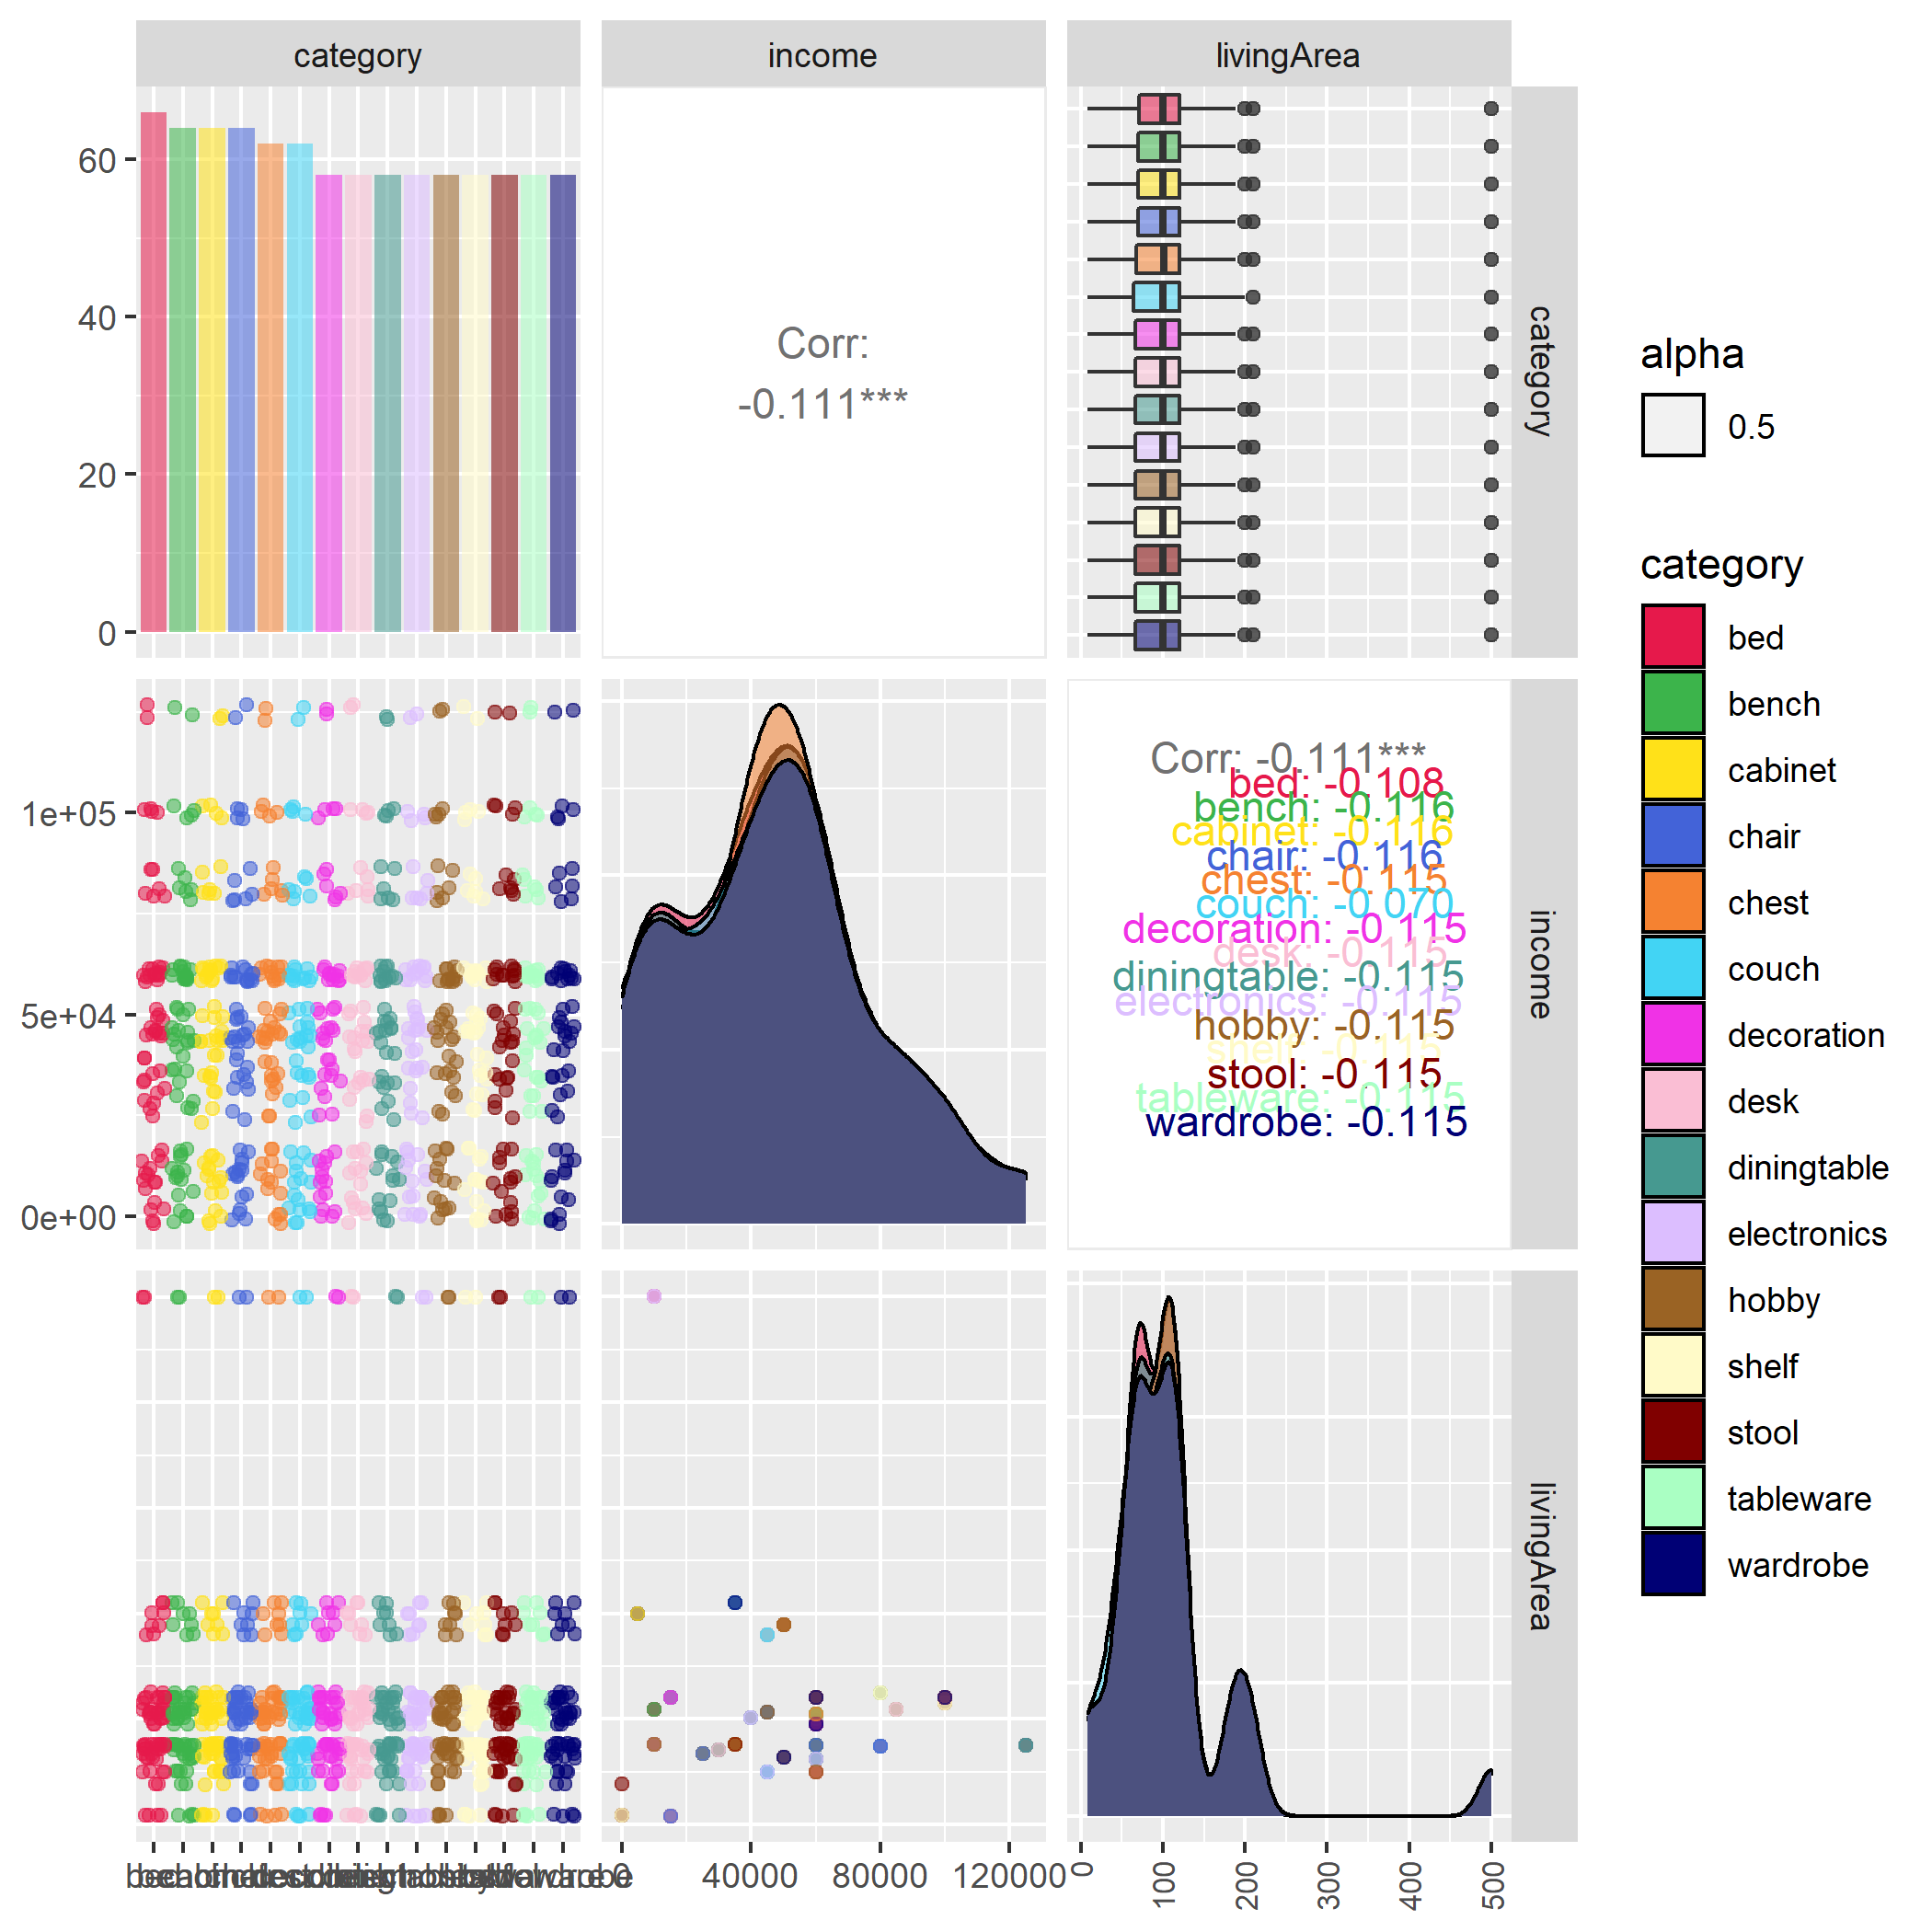 category
income
livingArea
60
40
20
0
Corr:
-0.111***
category
1e+05
5e+04
0e+00
Corr: -0.111***
bed: -0.108
bench: -0.116
cabinet: -0.116
chair: -0.116
chest: -0.115
couch: -0.070
decoration: -0.115
desk: -0.115
diningtable: -0.115
electronics: -0.115
hobby: -0.115
shelf: -0.115
stool: -0.115
tableware: -0.115
wardrobe: -0.115
income
livingArea
0
40000
80000
120000
0
100
200
300
400
500
alpha
0.5
category
bed
bench
cabinet
chair
chest
couch
decoration
desk
diningtable
electronics
hobby
shelf
stool
tableware
wardrobe